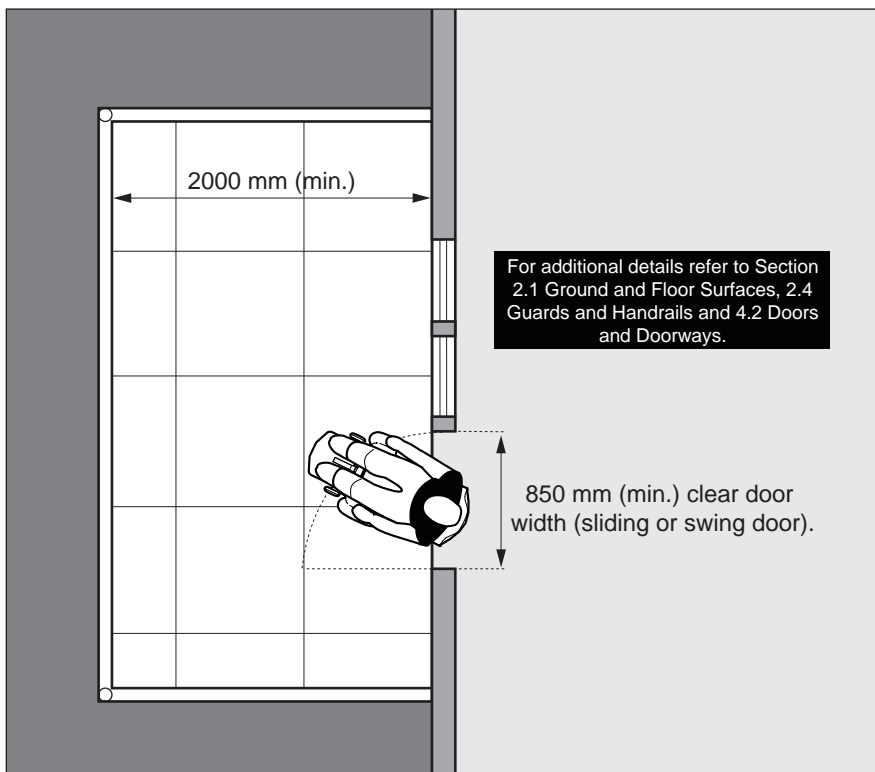 2000 mm (min.)
For additional details refer to Section
2.1 Ground and Floor Surfaces, 2.4
Guards and Handrails and 4.2 Doors
and Doorways.
850 mm (min.) clear door
width (sliding or swing door).